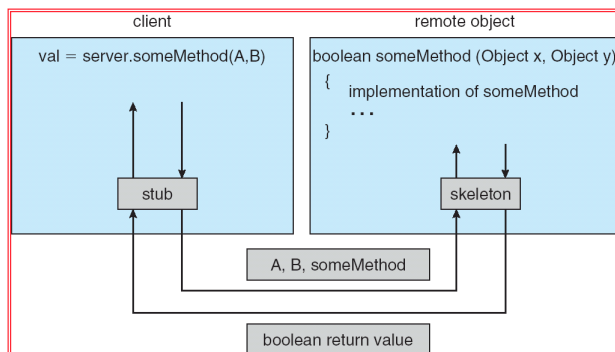 client
remote object
val = server.someMethod(A,B)
boolean someMethod (Object x, Object y)
{
implementation of someMethod
...
}
stub
skeleton
A, B, someMethod
boolean return value